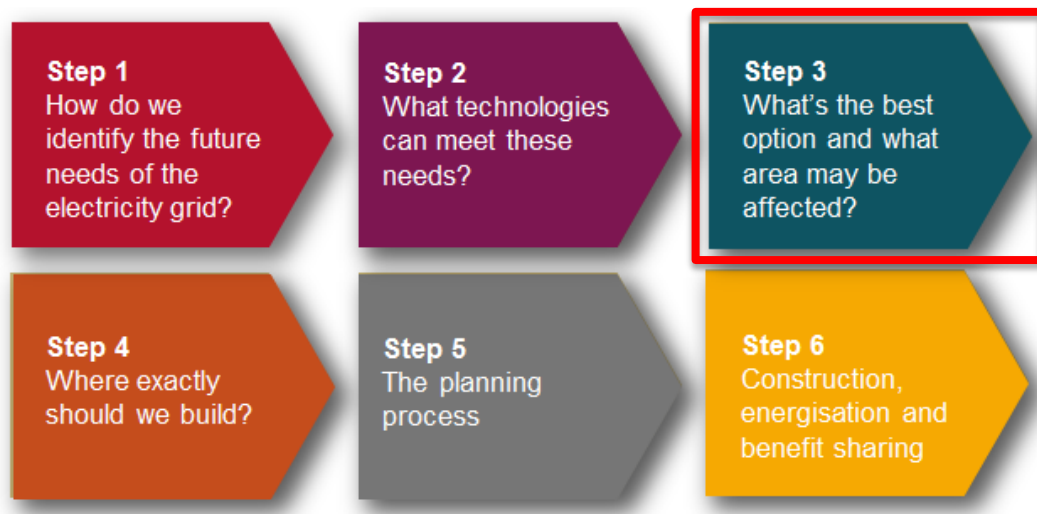 Step 1
How do we
identify the future
needs of the
electricity grid?
Step 2
What technologies
can meet these
needs?
Step 3
What's the best
option and what
area may be
affected?
Step 4
Where exactly
should we build?
Step 5
The planning
process
Step 6
Construction,
energisation and
benefit sharing